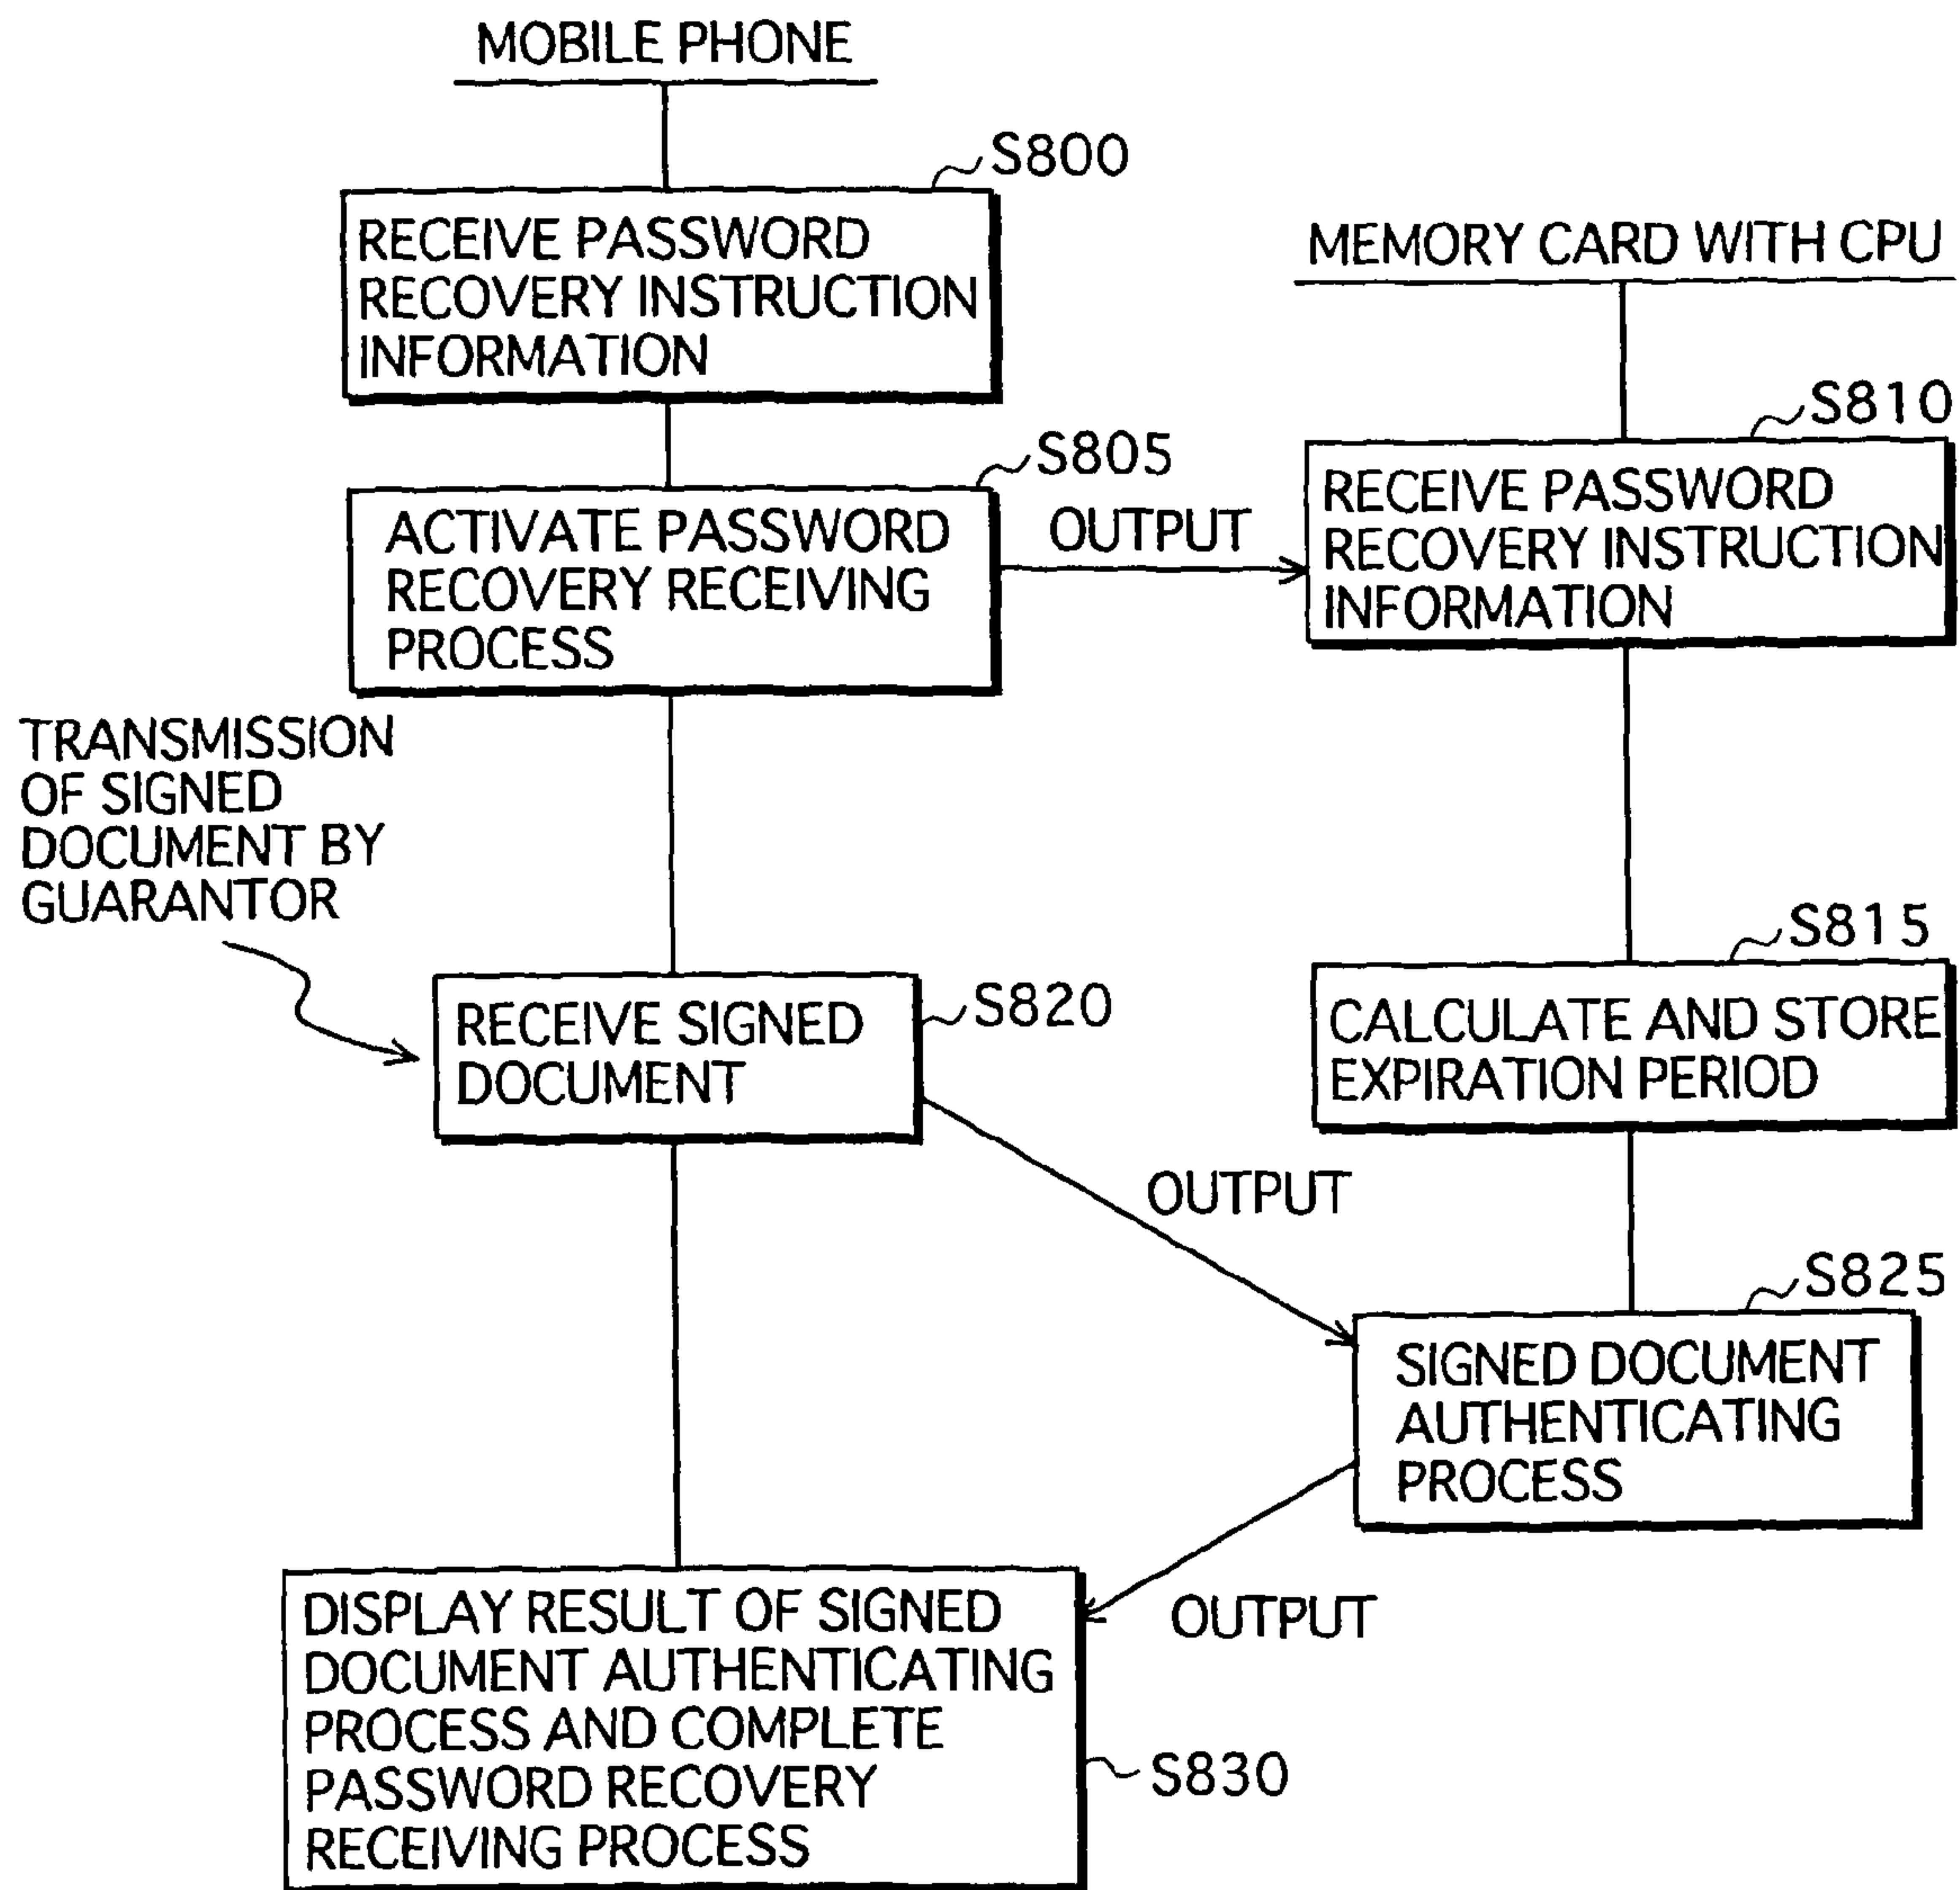 MOBILE PHONE
S800
RECEIVE PASSWORD
RECOVERY INSTRUCTION
INFORMATION
MEMORY CARD WITH CPU
S805
ACTIVATE PASSWORD
RECOVERY RECEIVING
PROCESS
OUTPUT
S810
RECEIVE PASSWORD
RECOVERY INSTRUCTION
INFORMATION
TRANSMISSION
OF SIGNED
DOCUMENT BY
GUARANTOR
S820
RECEIVE SIGNED
DOCUMENT
S815
CALCULATE AND STORE
EXPIRATION PERIOD
OUTPUT
S825
SIGNED DOCUMENT
AUTHENTICATING
PROCESS
OUTPUT
DISPLAY RESULT OF SIGNED
DOCUMENT AUTHENTICATING
PROCESS AND COMPLETE
PASSWORD RECOVERY
RECEIVING PROCESS
S830